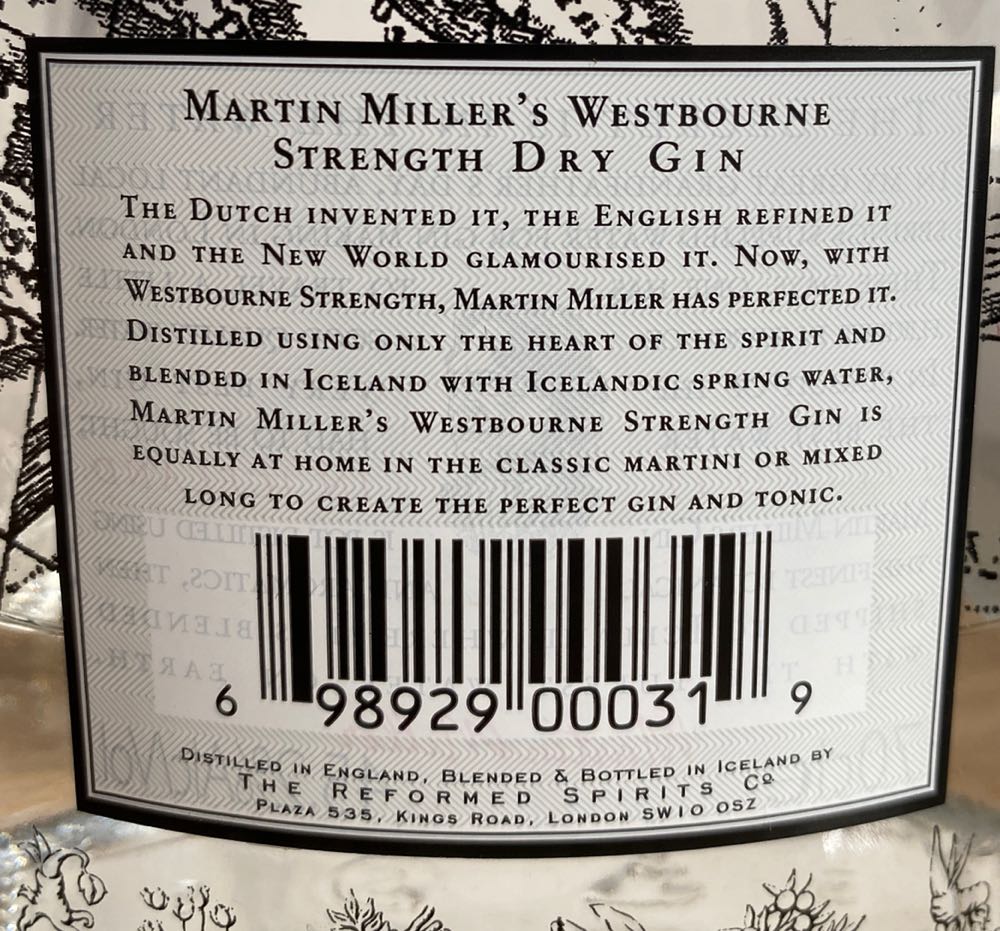 MARTIN MILLER'S WESTBOURNE
STRENGTH DRY GIN
THE DUTCH INVENTED IT, THE ENGLISH REFINED IT
AND THE NEW WORLD GLAMOURISED IT. NOW, WITH
WESTBOURNE STRENGTH, MARTIN MILLER HAS PERFECTED IT.
DISTILLED USING ONLY THE HEART OF THE SPIRIT AND
BLENDED IN ICELAND WITH ICELANDIC SPRING WATER,
MARTIN MILLER'S WESTBOURNE STRENGTH GIN IS
EQUALLY AT HOME IN THE CLASSIC MARTINI OR MIXED
LONG TO CREATE THE PERFECT GIN AND TONIC.
6 98929 00031 9
DISTILLED IN ENGLAND, BLENDED & BOTTLED IN ICELAND BY
THE REFORMED SPIRITS Cº
PLAZA 535, KINGS ROAD, LONDON SW10 OSZ